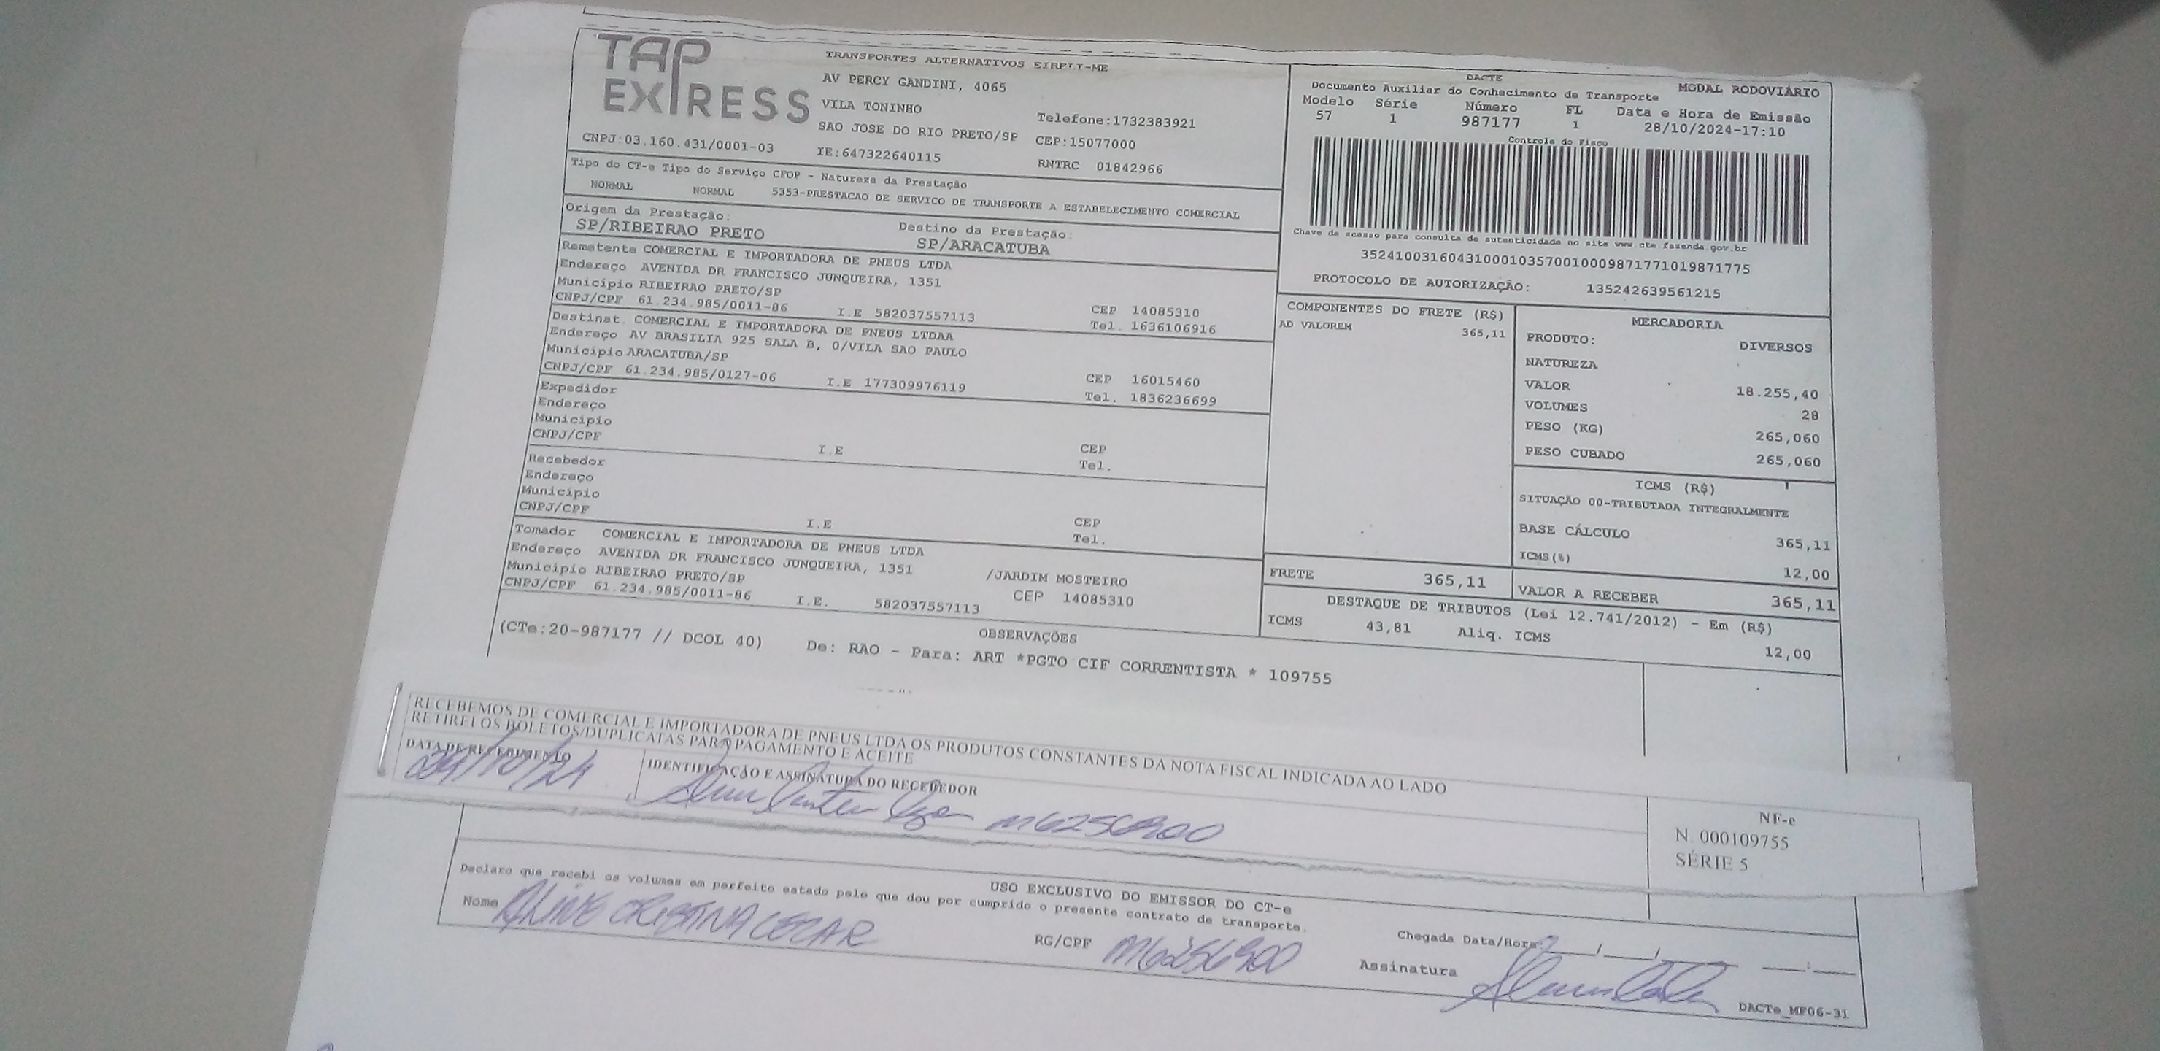 TAP EXPRESS
TRANSPORTES ALTERNATIVOS EIRELI-ME
AV PERCY GANDINI, 4065
VILA TONINHO
Telefone:1732383921
SAO JOSE DO RIO PRETO/SP CEP:15077000
CNPJ:03.160.431/0001-03 IE:647322640115 RNTRC 01842966
Tipo do CT-e Tipo do Serviço CFOP - Natureza da Prestação
NORMAL NORMAL 5353-PRESTACAO DE SERVICO DE TRANSPORTE A ESTABELECIMENTO COMERCIAL
Origem da Prestação: Destino da Prestação:
SP/RIBEIRAO PRETO SP/ARACATUBA
Remetente COMERCIAL E IMPORTADORA DE PNEUS LTDA
Endereço AVENIDA DR FRANCISCO JUNQUEIRA, 1351
Município RIBEIRAO PRETO/SP CEP 14085310
CNPJ/CPF 61.234.985/0011-86 I.E 582037557113 Tel. 1636106916
Destinat. COMERCIAL E IMPORTADORA DE PNEUS LTDAA
Endereço AV BRASILIA 925 SALA B, 0/VILA SAO PAULO
Município ARACATUBA/SP CEP 16015460
CNPJ/CPF 61.234.985/0127-06 I.E 177309976119 Tel. 1836236699
Expedidor
Endereço
Município CEP
CNPJ/CPF I.E Tel.
Recebedor
Endereço
Município CEP
CNPJ/CPF I.E Tel.
Tomador COMERCIAL E IMPORTADORA DE PNEUS LTDA
Endereço AVENIDA DR FRANCISCO JUNQUEIRA, 1351 /JARDIM MOSTEIRO
Município RIBEIRAO PRETO/SP CEP 14085310
CNPJ/CPF 61.234.985/0011-86 I.E. 582037557113
DACTE MODAL RODOVIÁRIO
Documento Auxiliar do Conhecimento de Transporte
Modelo Série Número FL Data e Hora de Emissão
57 1 987177 1 28/10/2024-17:10
Controle do Fisco
Chave de acesso para consulta de autenticidade no site www.cte.fazenda.gov.br
35241003160431000103570010009871771019871775
PROTOCOLO DE AUTORIZAÇÃO: 135242639561215
COMPONENTES DO FRETE (R$)
AD VALOREM 365,11
MERCADORIA
PRODUTO: DIVERSOS
NATUREZA
VALOR 18.255,40
VOLUMES 28
PESO (KG) 265,060
PESO CUBADO 265,060
ICMS (R$)
SITUAÇÃO 00-TRIBUTADA INTEGRALMENTE
BASE CÁLCULO 365,11
ICMS(%) 12,00
FRETE 365,11 VALOR A RECEBER 365,11
DESTAQUE DE TRIBUTOS (Lei 12.741/2012) - Em (R$)
ICMS 43,81 Aliq. ICMS 12,00
OBSERVAÇÕES
(CTe:20-987177 // DCOL 40) De: RAO - Para: ART *PGTO CIF CORRENTISTA * 109755
RECEBEMOS DE COMERCIAL E IMPORTADORA DE PNEUS LTDA OS PRODUTOS CONSTANTES DA NOTA FISCAL INDICADA AO LADO
RETIREI OS BOLETOS/DUPLICATAS PARA PAGAMENTO E ACEITE
DATA DE RECEBIMENTO IDENTIFICAÇÃO E ASSINATURA DO RECEBEDOR
29/10/24
NF-e
N. 000109755
SÉRIE 5
USO EXCLUSIVO DO EMISSOR DO CT-e
Declaro que recebi os volumes em perfeito estado pelo que dou por cumprido o presente contrato de transporte.
Nome ALINE CRISTINA CEZAR RG/CPF Chegada Data/Hora:
Assinatura
DACTe_MF06-31